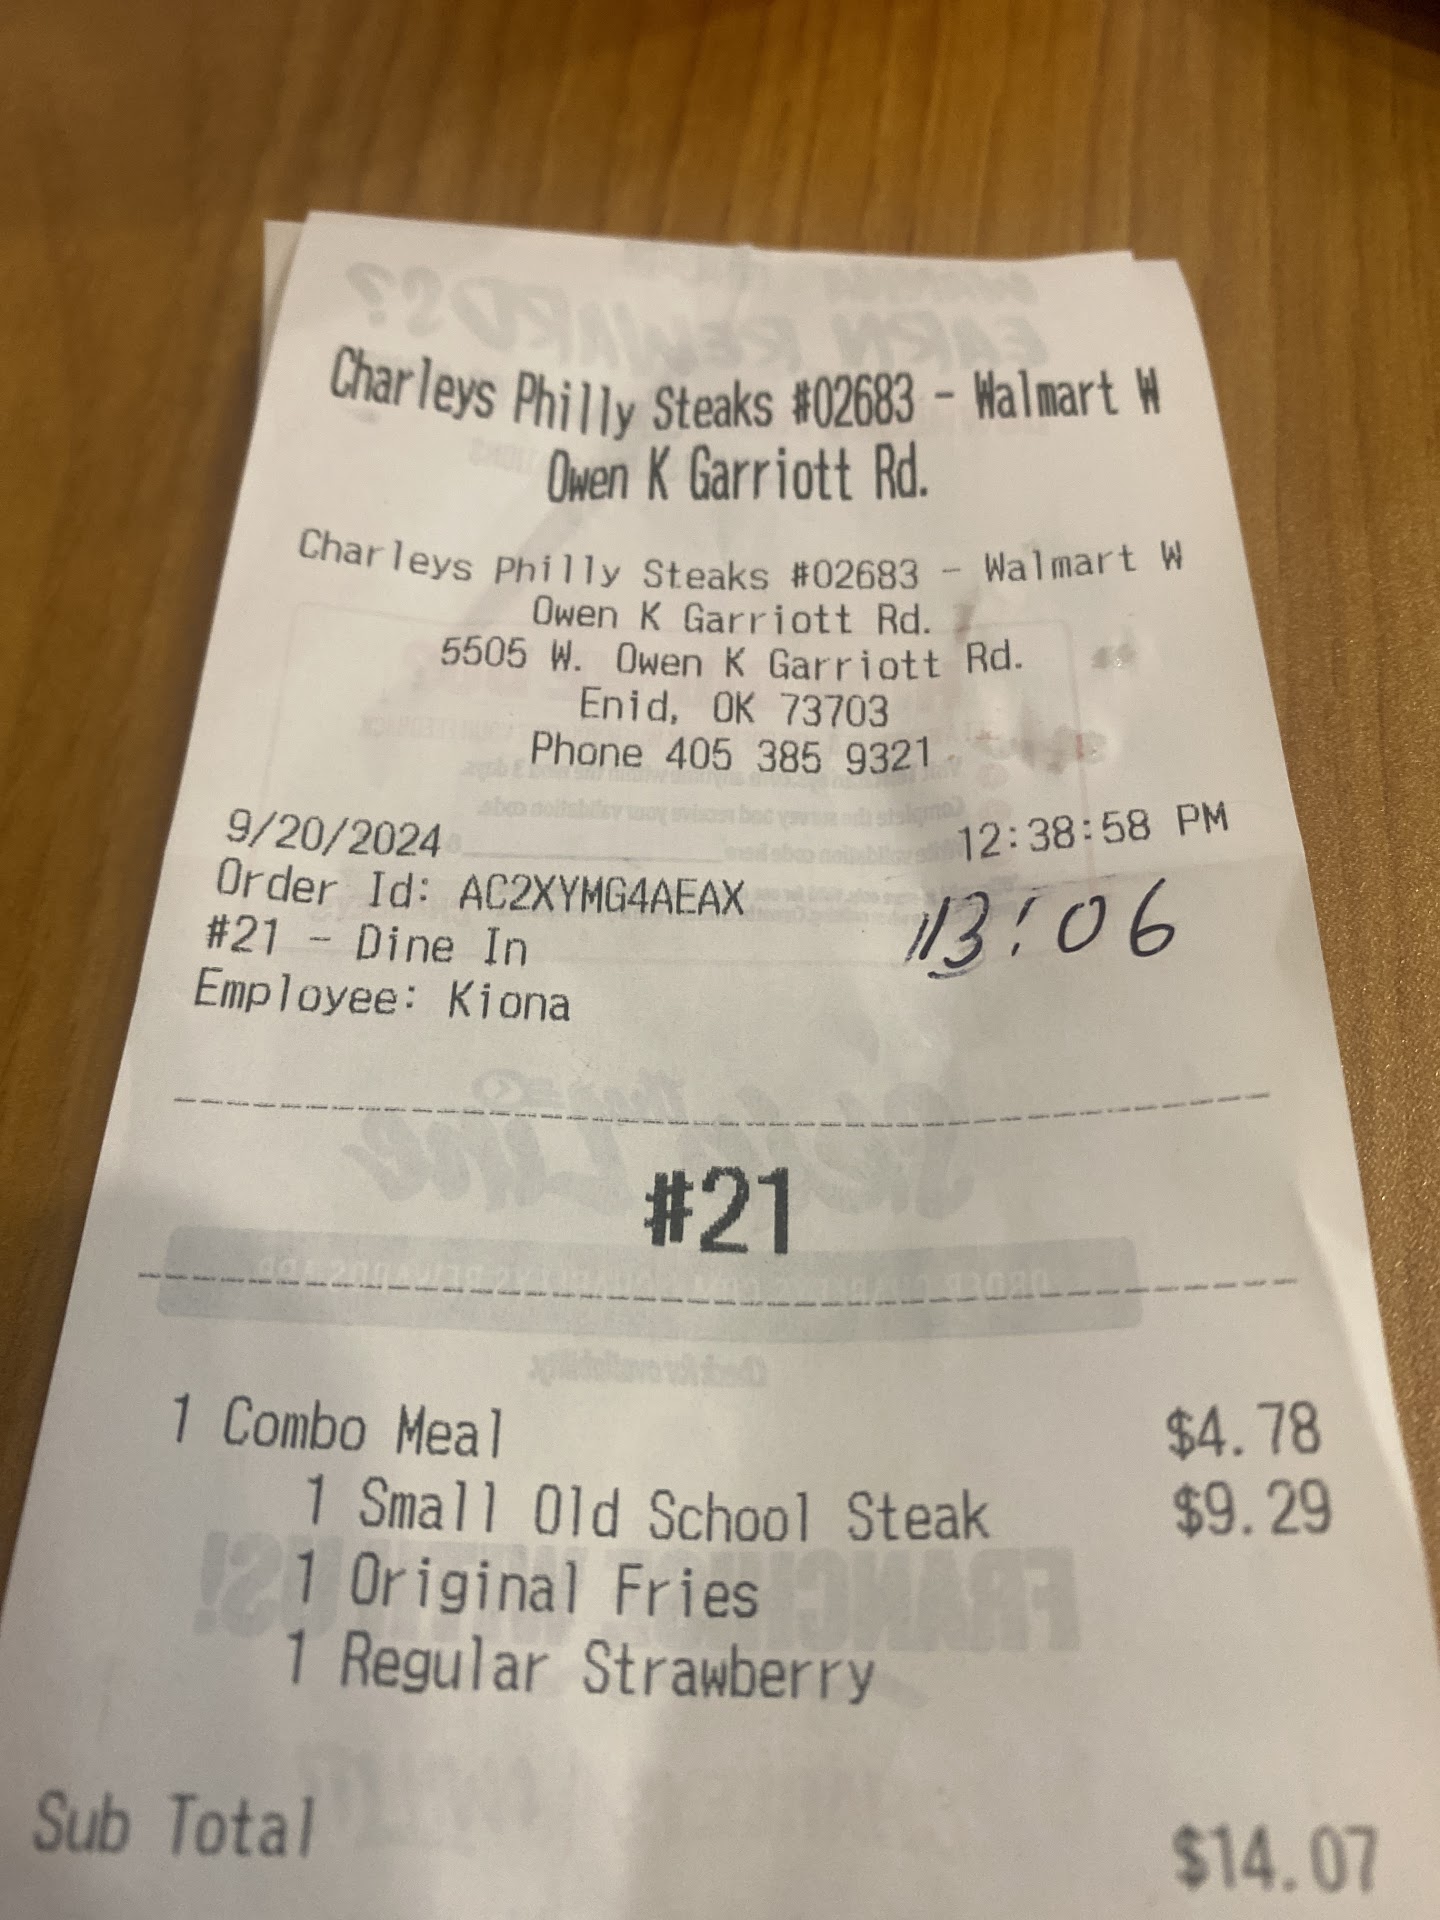 Charleys Philly Steaks #02683 - Walmart W
Owen K Garriott Rd.
Charleys Philly Steaks #02683 - Walmart W
Owen K Garriott Rd.
5505 W. Owen K Garriott Rd.
Enid, OK 73703
Phone 405 385 9321
9/20/2024 12:38:58 PM
Order Id: AC2XYMG4AEAX
13:06
#21 - Dine In
Employee: Kiona
#21
1 Combo Meal $4.78
1 Small Old School Steak $9.29
1 Original Fries
1 Regular Strawberry
Sub Total $14.07